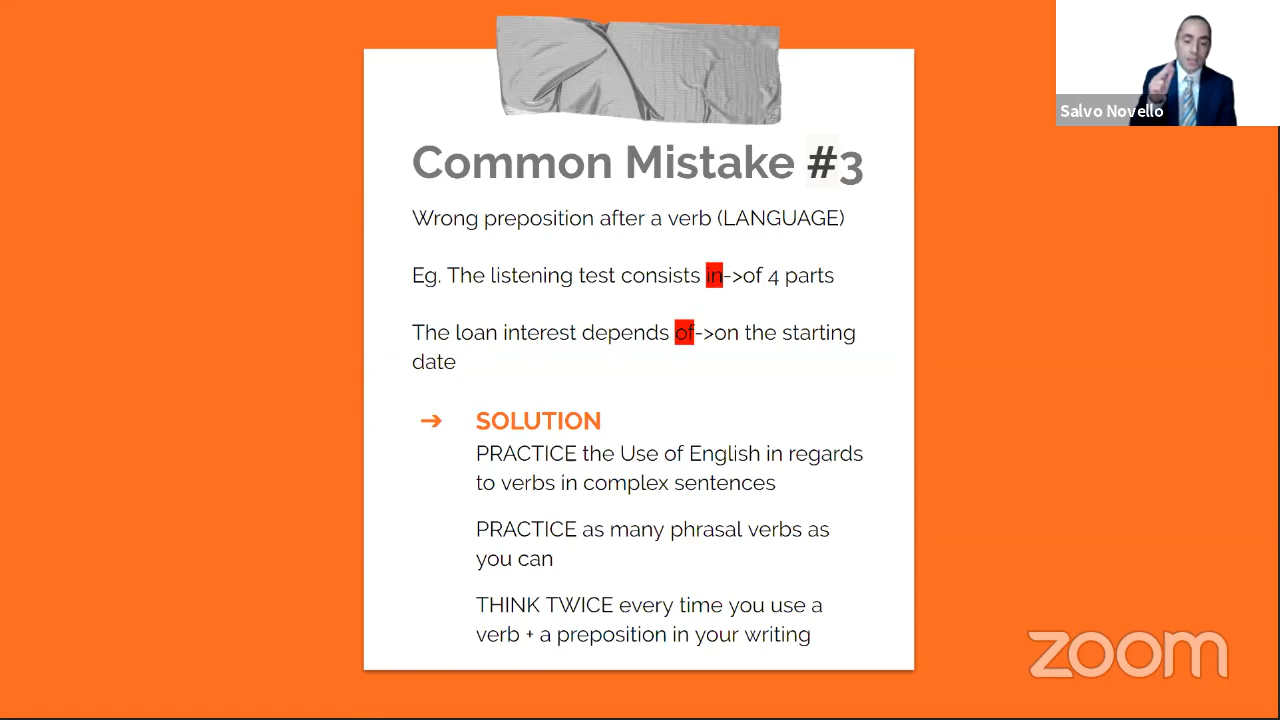 Salvo Novello
Common Mistake #3
Wrong preposition after a verb (LANGUAGE)
Eg. The listening test consists in->of 4 parts
The loan interest depends of->on the starting
date
➔ SOLUTION
PRACTICE the Use of English in regards
to verbs in complex sentences
PRACTICE as many phrasal verbs as
you can
THINK TWICE every time you use a
verb + a preposition in your writing
zoom